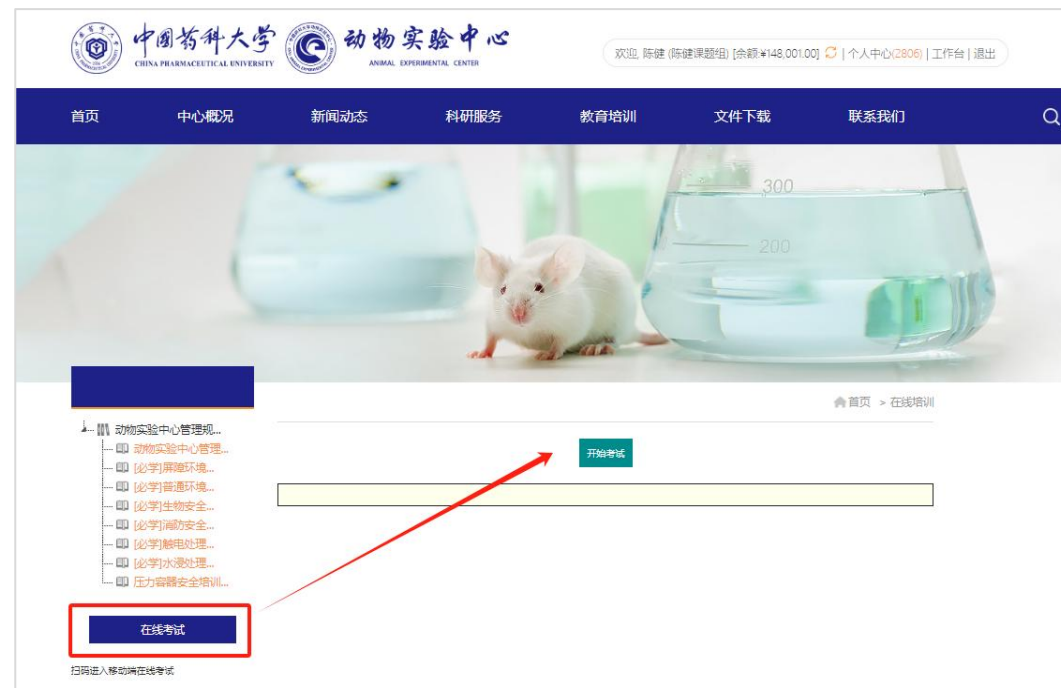 中国药科大学
CHINA PHARMACEUTICAL UNIVERSITY
动物实验中心
ANIMAL EXPERIMENTAL CENTER
欢迎, 陈健 (陈健课题组) [余额:¥148,001.00] | 个人中心(2806) | 工作台 | 退出
首页 中心概况 新闻动态 科研服务 教育培训 文件下载 联系我们
300
200
首页 > 在线培训
动物实验中心管理规...
动物实验中心管理...
[必学]屏障环境...
[必学]普通环境...
[必学]生物安全...
[必学]消防安全...
[必学]触电处理...
[必学]水浸处理...
压力容器安全培训...
开始考试
在线考试
扫码进入移动端在线考试